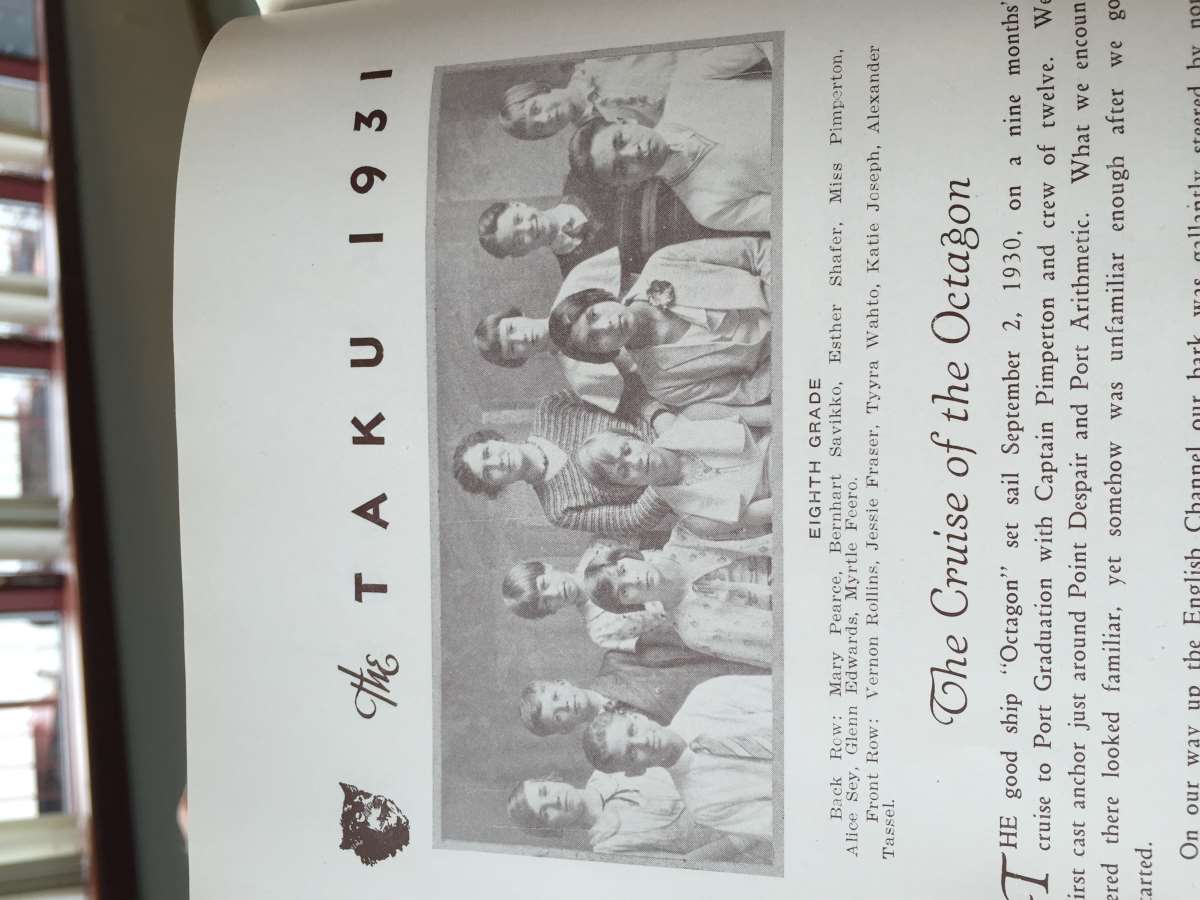 The TAKU 1931
EIGHTH GRADE
Back Row: Mary Pearce, Bernhart Savikko, Esther Shafer, Miss Pimperton,
Alice Sey, Glenn Edwards, Myrtle Feero.
Front Row: Vernon Rollins, Jessie Fraser, Tyyra Wahto, Katie Joseph, Alexander
Tassel.
The Cruise of the Octagon
THE good ship "Octagon" set sail September 2, 1930, on a nine months'
cruise to Port Graduation with Captain Pimperton and crew of twelve. We
irst cast anchor just around Point Despair and Port Arithmetic. What we encoun
ered there looked familiar, yet somehow was unfamiliar enough after we go
tarted.
On our way up the English Channel our bark was gallantly steered by